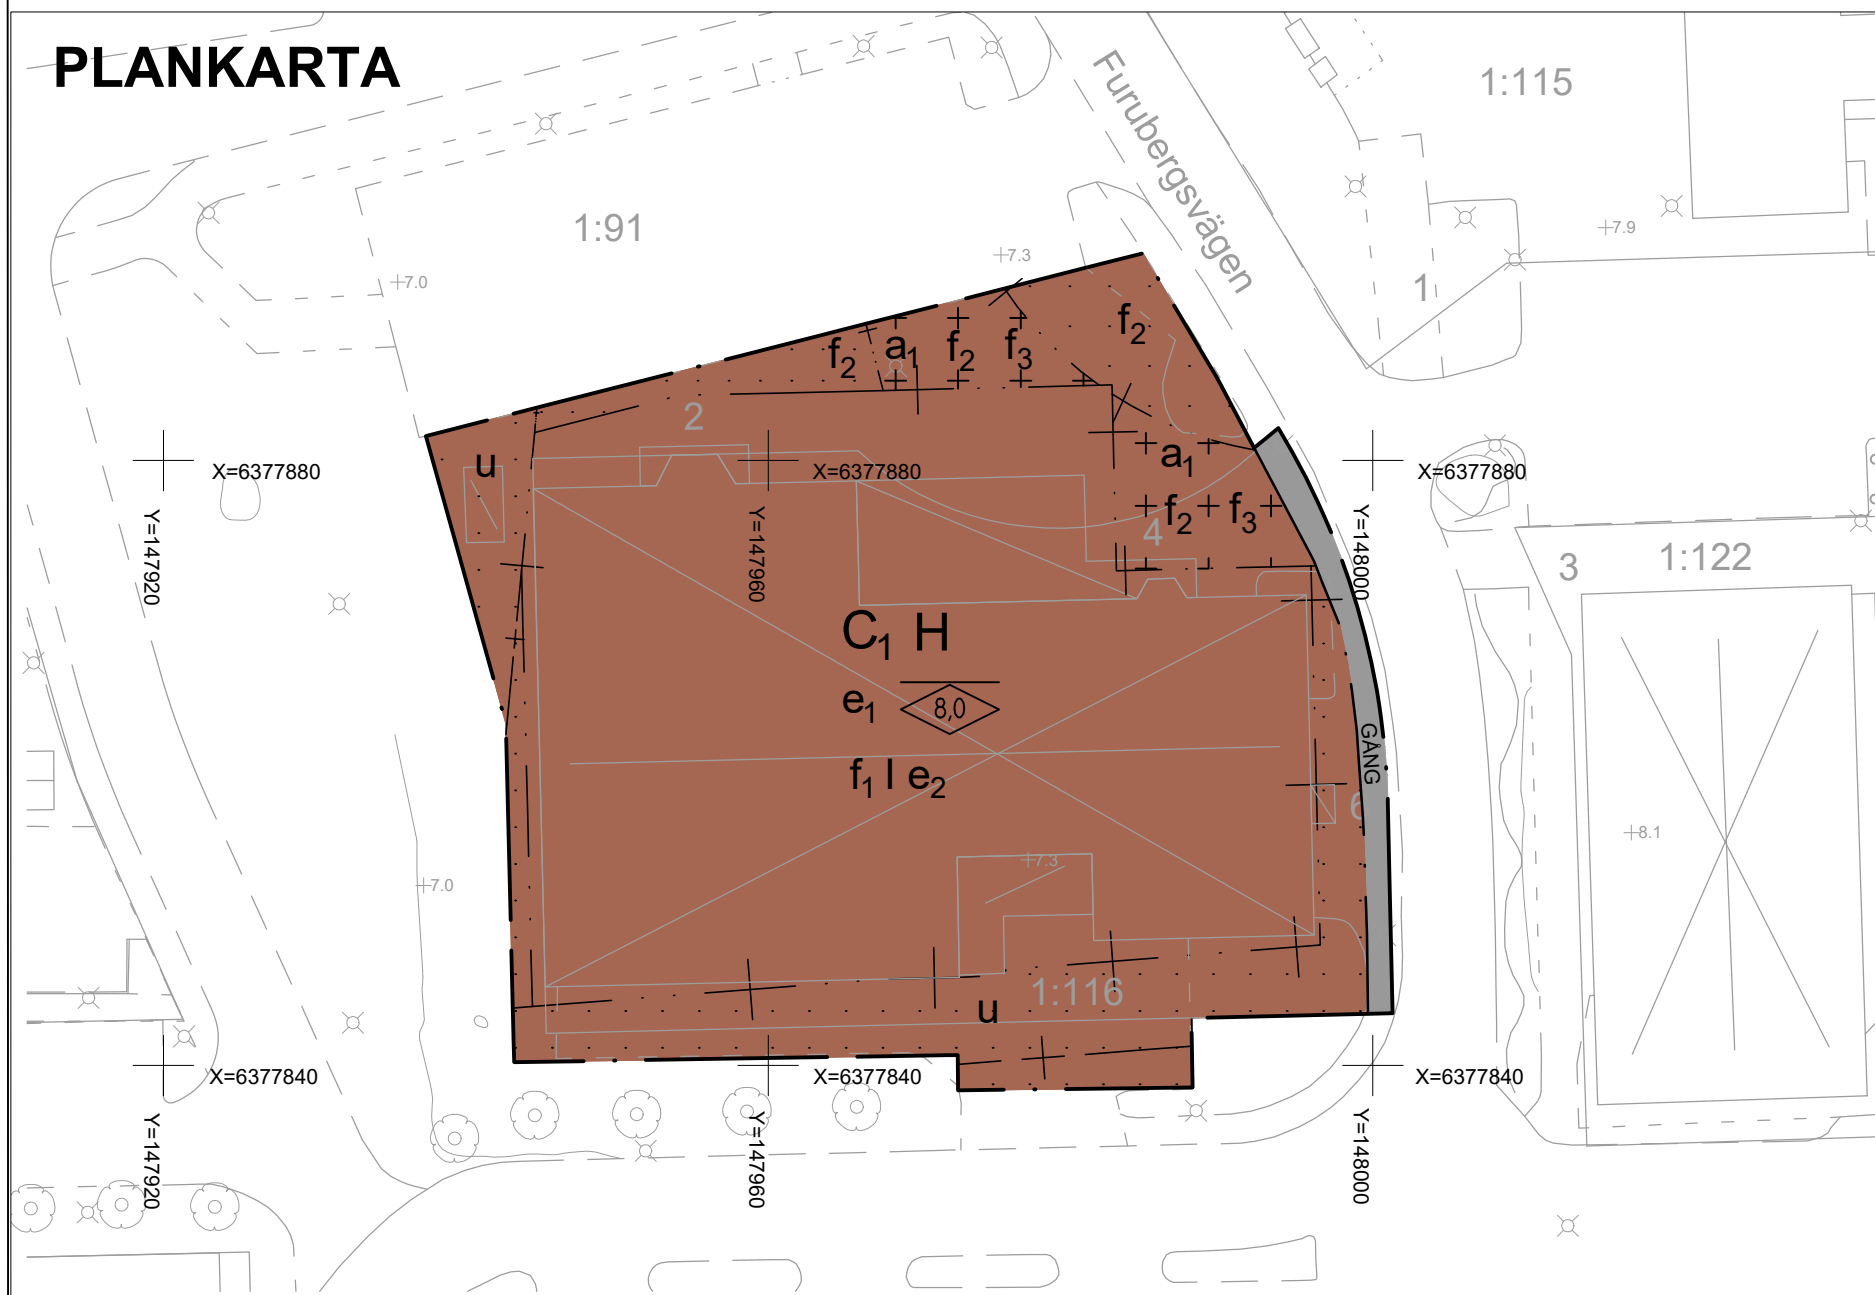 PLANKARTA
Furubergsvägen
1:115
1:91
+7.9
+7.3
+7.0
1
f2
f2
a1
f2
f3
2
u
a1
X=6377880
X=6377880
X=6377880
f2
f3
4
Y=147920
Y=147960
Y=148000
3
1:122
C1 H
e1
8,0
GÅNG
f1 I e2
6
+8.1
+7.3
+7.0
1:116
u
X=6377840
X=6377840
X=6377840
Y=147920
Y=147960
Y=148000